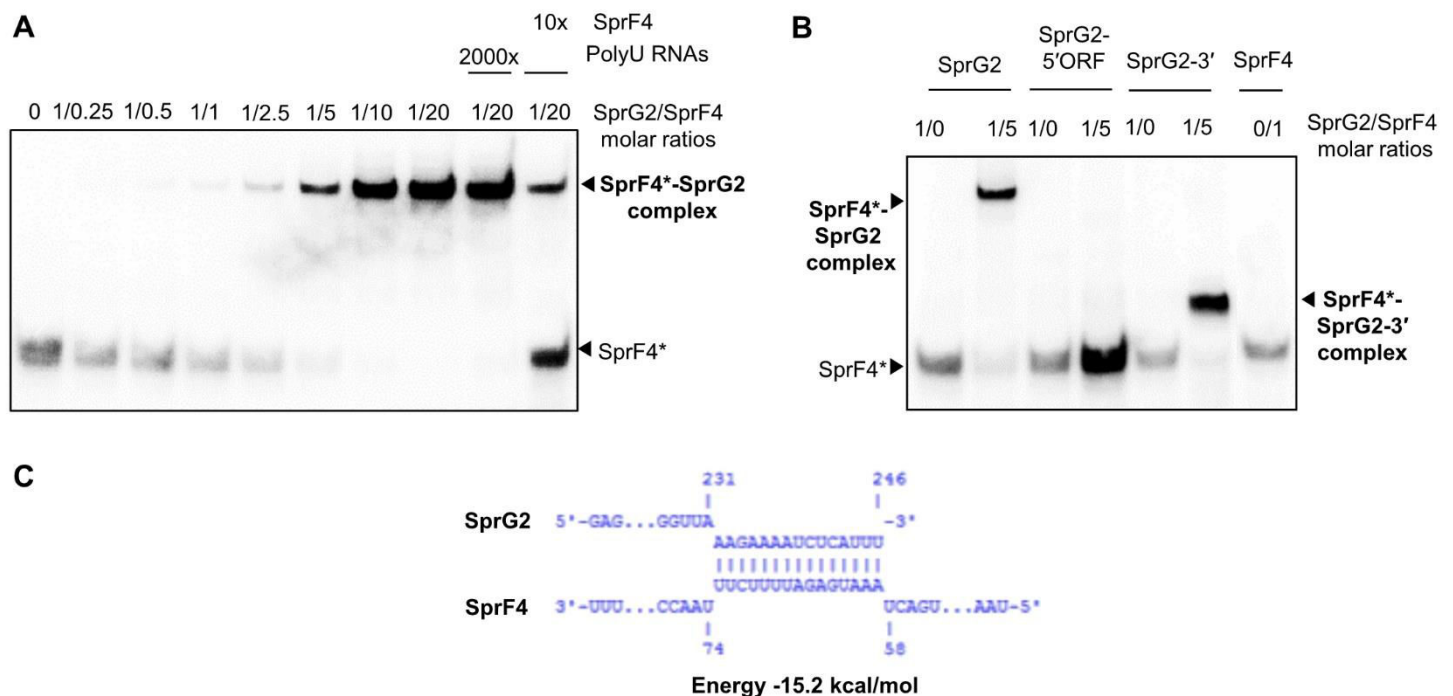 A
10x SprF4
2000x PolyU RNAs
0 1/0.25 1/0.5 1/1 1/2.5 1/5 1/10 1/20 1/20 1/20 SprG2/SprF4
molar ratios
SprF4*-SprG2
complex
SprF4*
B
SprG2 SprG2-
5′ORF SprG2-3′ SprF4
1/0 1/5 1/0 1/5 1/0 1/5 0/1 SprG2/SprF4
molar ratios
SprF4*-
SprG2
complex
SprF4*
SprF4*-
SprG2-3′
complex
C
231 246
SprG2 5'-GAG...GGUUA -3'
AAGAAAAUCUCAUUU
UUCUUUUAGAGUAAA
SprF4 3'-UUU...CCAAU UCAGU...AAU-5'
74 58
Energy -15.2 kcal/mol